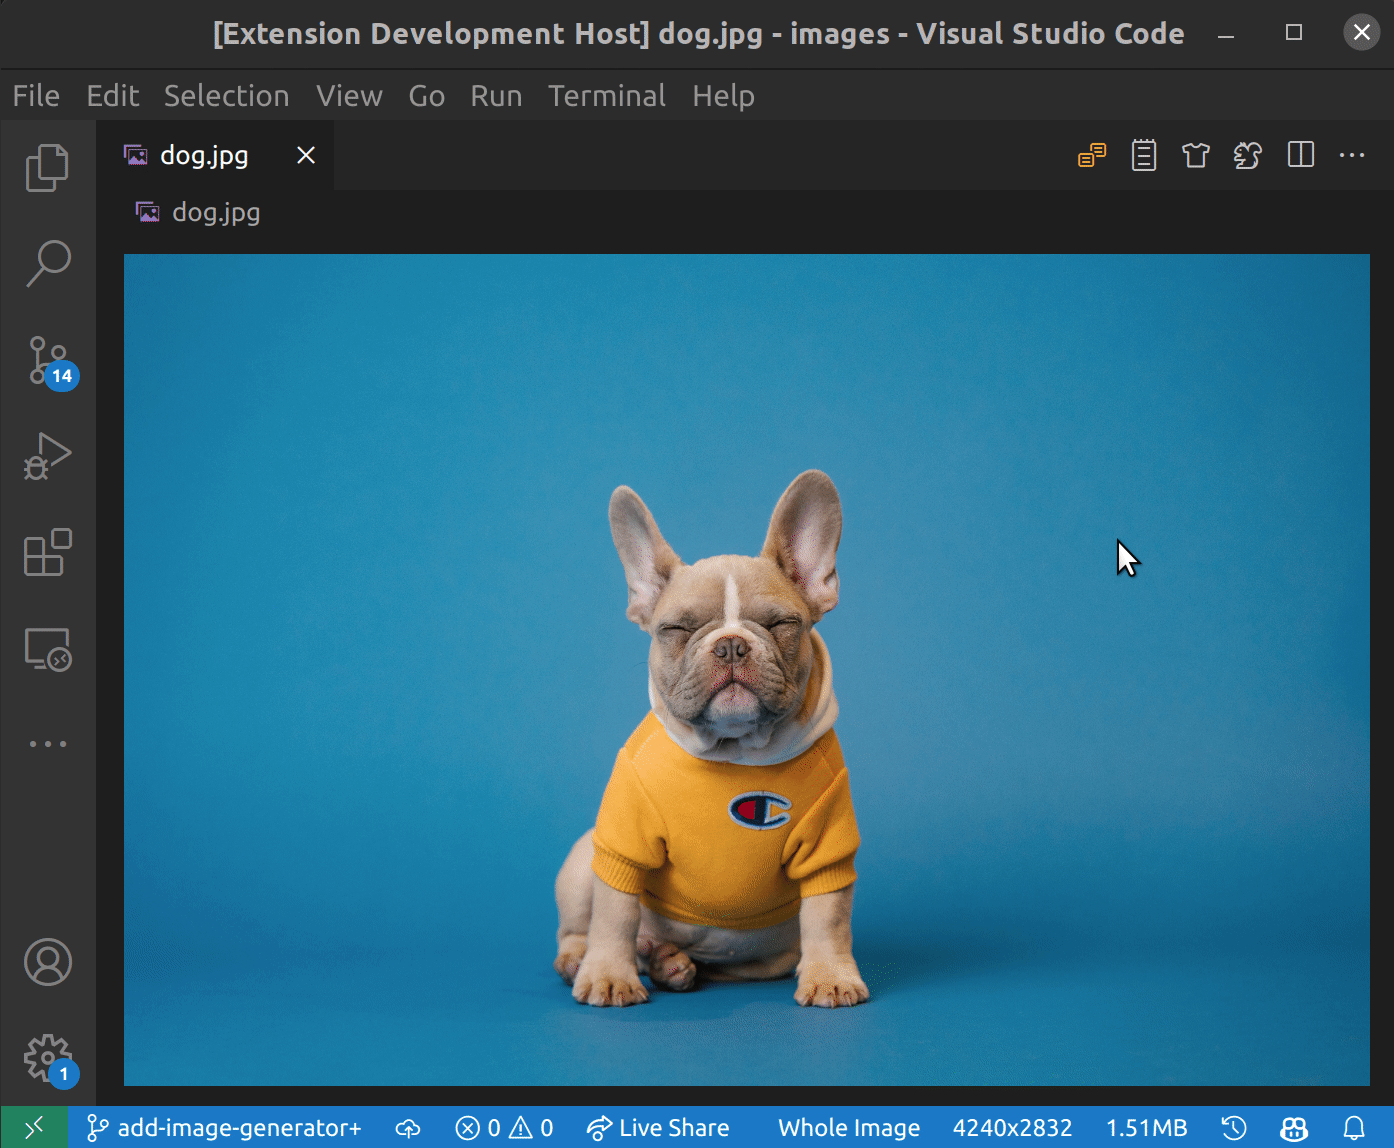 [Extension Development Host] dog.jpg - images - Visual Studio Code
File Edit Selection View Go Run Terminal Help
dog.jpg
dog.jpg
14
1
add-image-generator+ 0 0 Live Share Whole Image 4240x2832 1.51MB